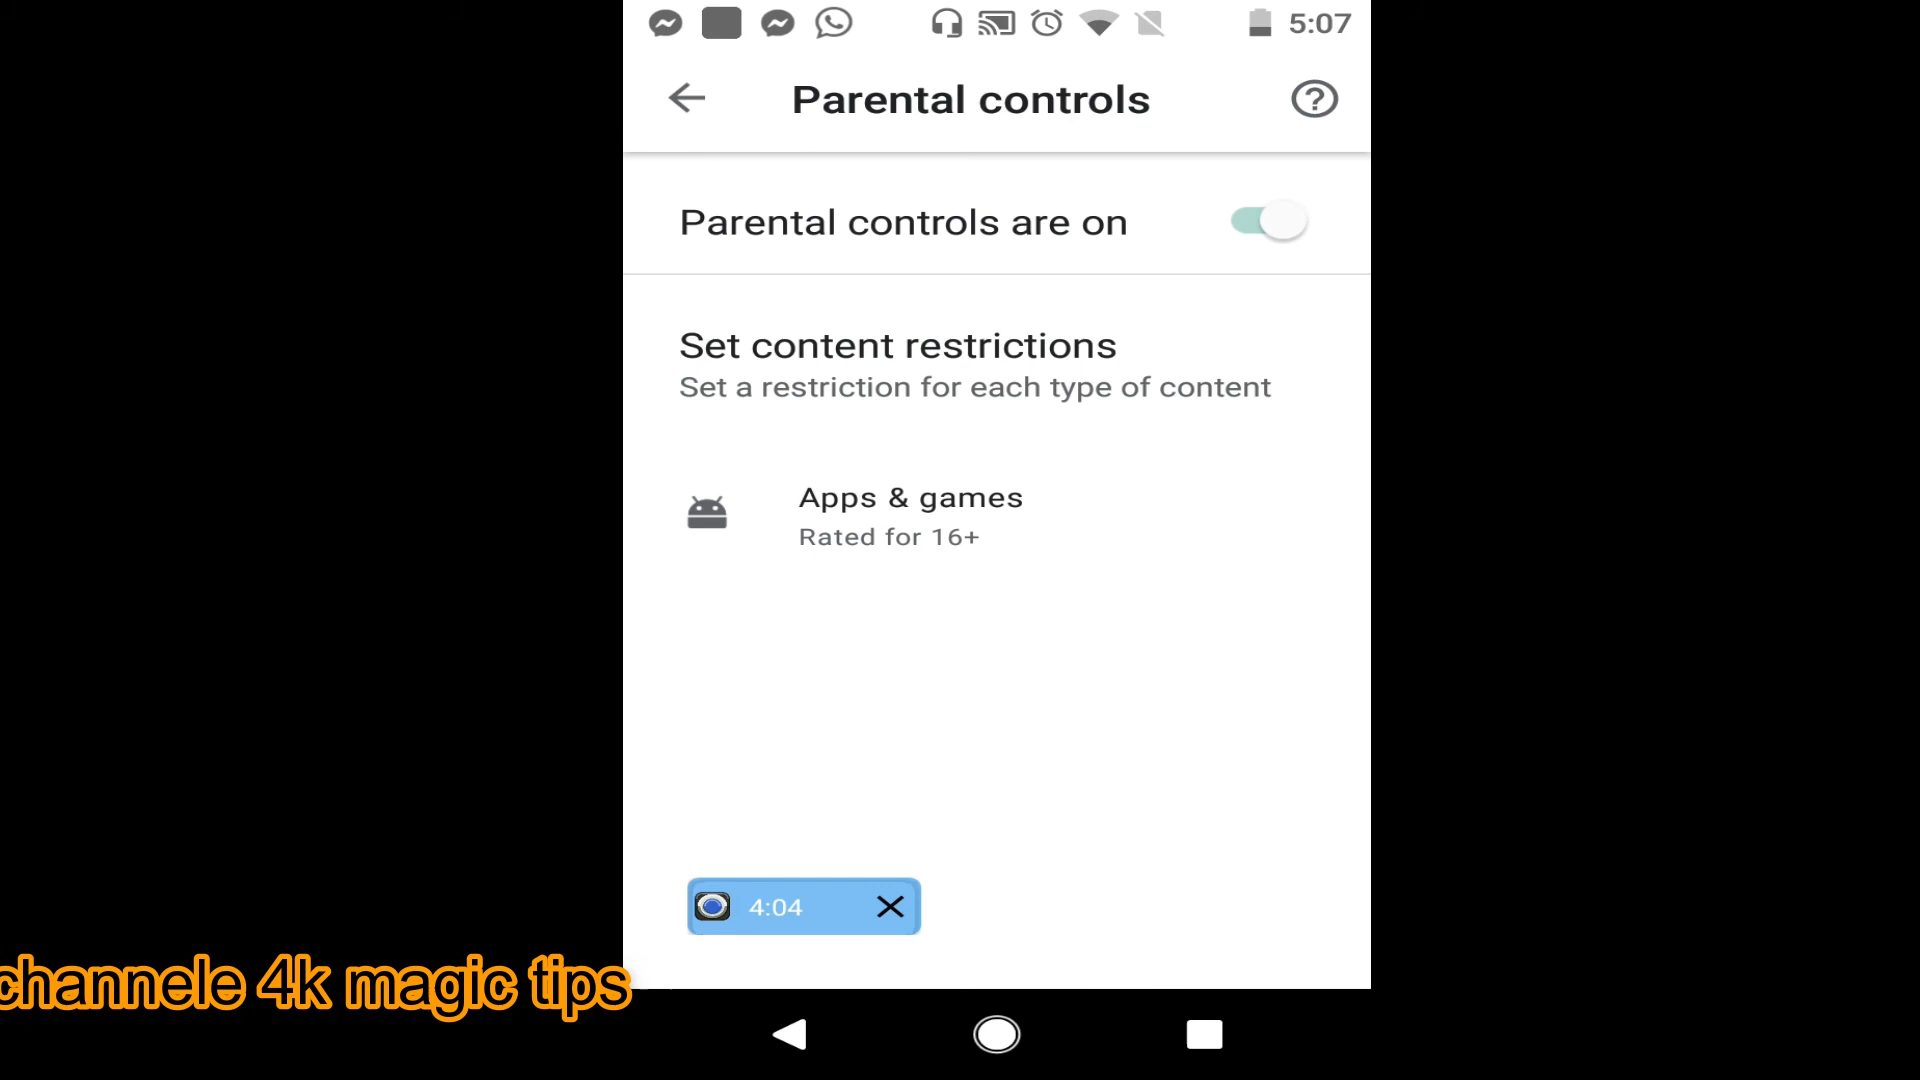 5:07
Parental controls
Parental controls are on
Set content restrictions
Set a restriction for each type of content
Apps & games
Rated for 16+
4:04
channele 4k magic tips